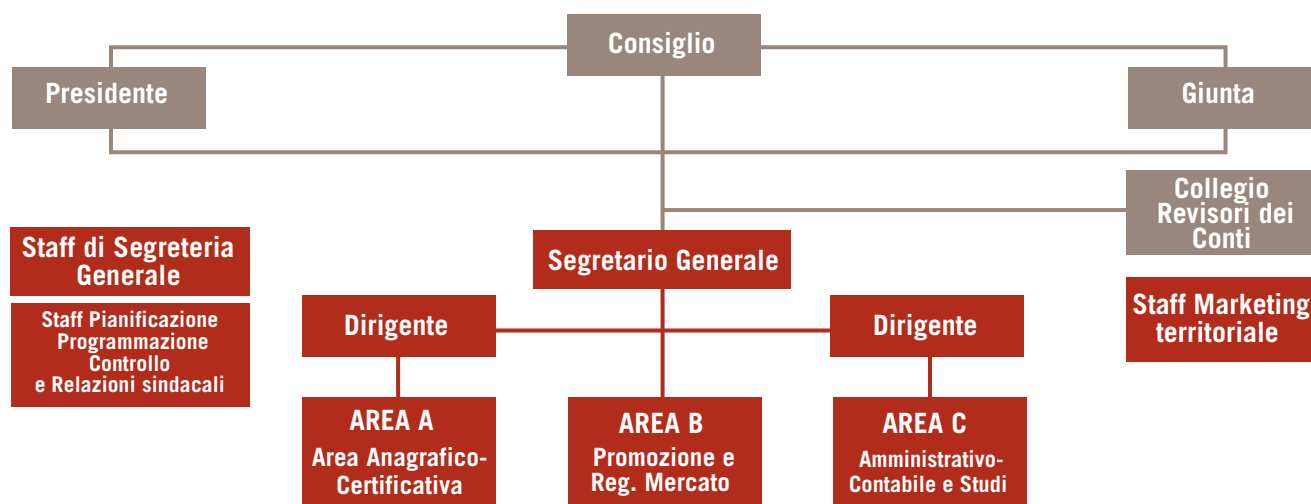 Consiglio
Presidente
Giunta
Collegio
Revisori dei
Conti
Staff di Segreteria
Generale
Segretario Generale
Staff Marketing
territoriale
Staff Pianificazione
Programmazione
Controllo
e Relazioni sindacali
Dirigente
Dirigente
AREA A
Area Anagrafico-
Certificativa
AREA B
Promozione e
Reg. Mercato
AREA C
Amministrativo-
Contabile e Studi